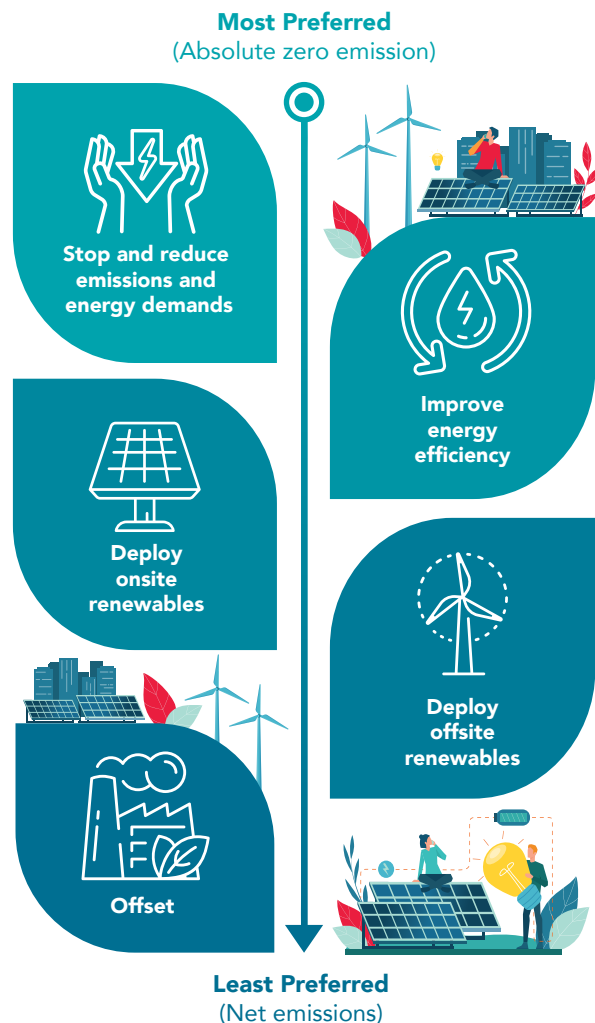 Most Preferred
(Absolute zero emission)
Stop and reduce
emissions and
energy demands
Improve
energy
efficiency
Deploy
onsite
renewables
Deploy
offsite
renewables
Offset
Least Preferred
(Net emissions)